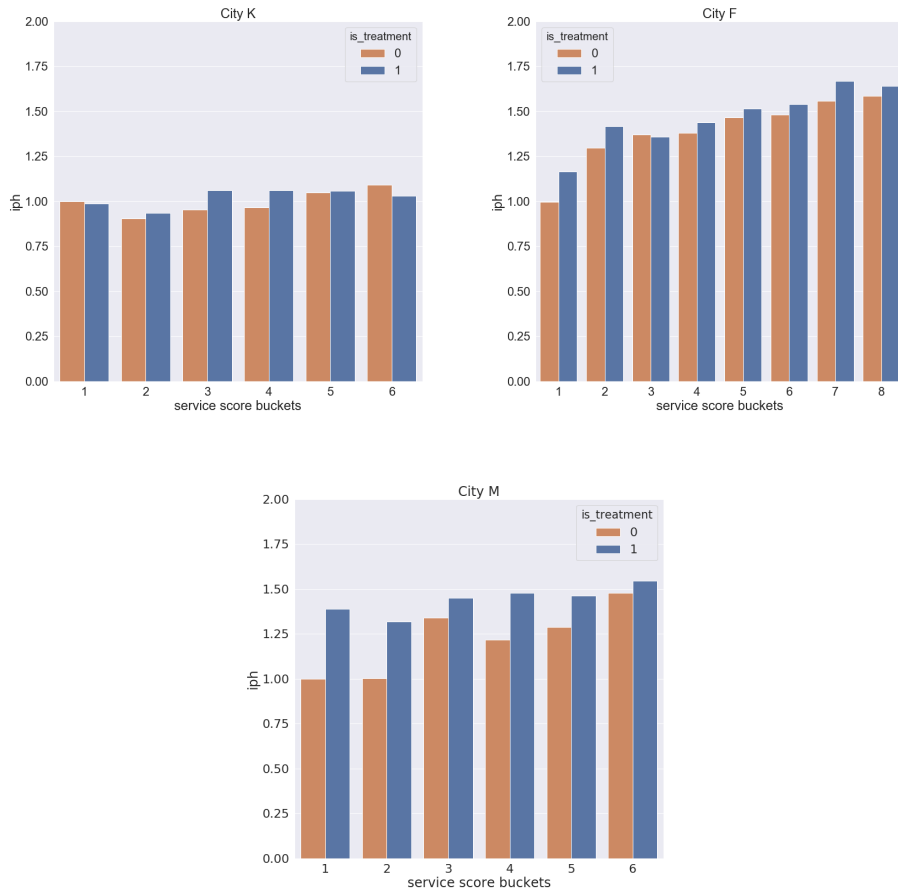 City K
2.00
1.75
1.50
1.25
1.00
0.75
0.50
0.25
0.00
iph
is_treatment
0
1
1 2 3 4 5 6
service score buckets
City F
2.00
1.75
1.50
1.25
1.00
0.75
0.50
0.25
0.00
iph
is_treatment
0
1
1 2 3 4 5 6 7 8
service score buckets
City M
2.00
1.75
1.50
1.25
1.00
0.75
0.50
0.25
0.00
iph
is_treatment
0
1
1 2 3 4 5 6
service score buckets